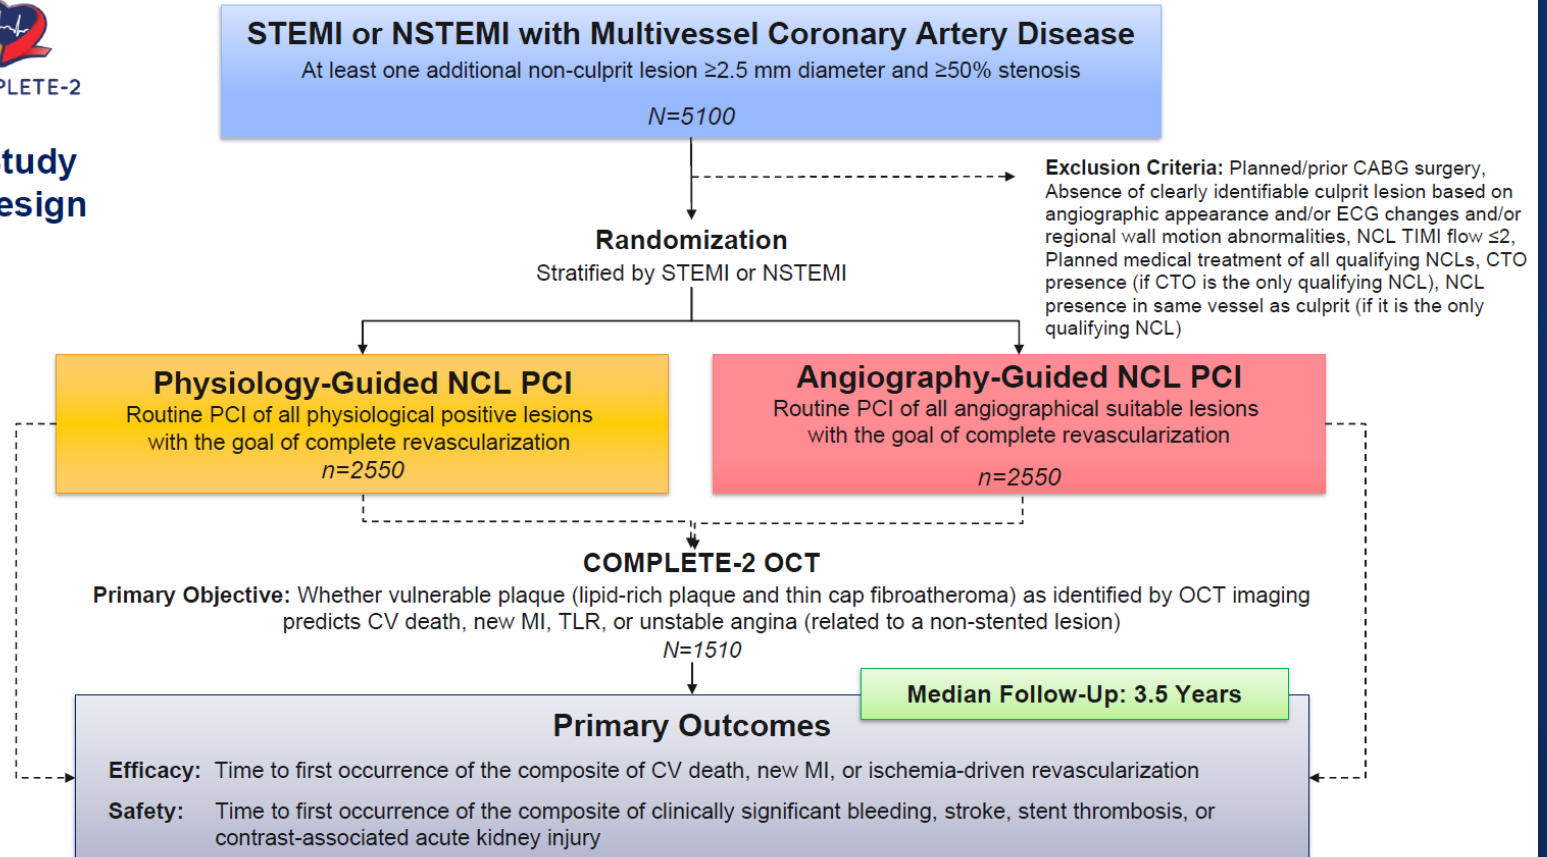 STEMI or NSTEMI with Multivessel Coronary Artery Disease
At least one additional non-culprit lesion ≥2.5 mm diameter and ≥50% stenosis
N=5100
PLETE-2
tudy
esign
Exclusion Criteria: Planned/prior CABG surgery,
Absence of clearly identifiable culprit lesion based on
angiographic appearance and/or ECG changes and/or
regional wall motion abnormalities, NCL TIMI flow ≤2,
Planned medical treatment of all qualifying NCLs, CTO
presence (if CTO is the only qualifying NCL), NCL
presence in same vessel as culprit (if it is the only
qualifying NCL)
Randomization
Stratified by STEMI or NSTEMI
Physiology-Guided NCL PCI
Routine PCI of all physiological positive lesions
with the goal of complete revascularization
n=2550
Angiography-Guided NCL PCI
Routine PCI of all angiographical suitable lesions
with the goal of complete revascularization
n=2550
COMPLETE-2 OCT
Primary Objective: Whether vulnerable plaque (lipid-rich plaque and thin cap fibroatheroma) as identified by OCT imaging
predicts CV death, new MI, TLR, or unstable angina (related to a non-stented lesion)
N=1510
Median Follow-Up: 3.5 Years
Primary Outcomes
Efficacy: Time to first occurrence of the composite of CV death, new MI, or ischemia-driven revascularization
Safety: Time to first occurrence of the composite of clinically significant bleeding, stroke, stent thrombosis, or
contrast-associated acute kidney injury